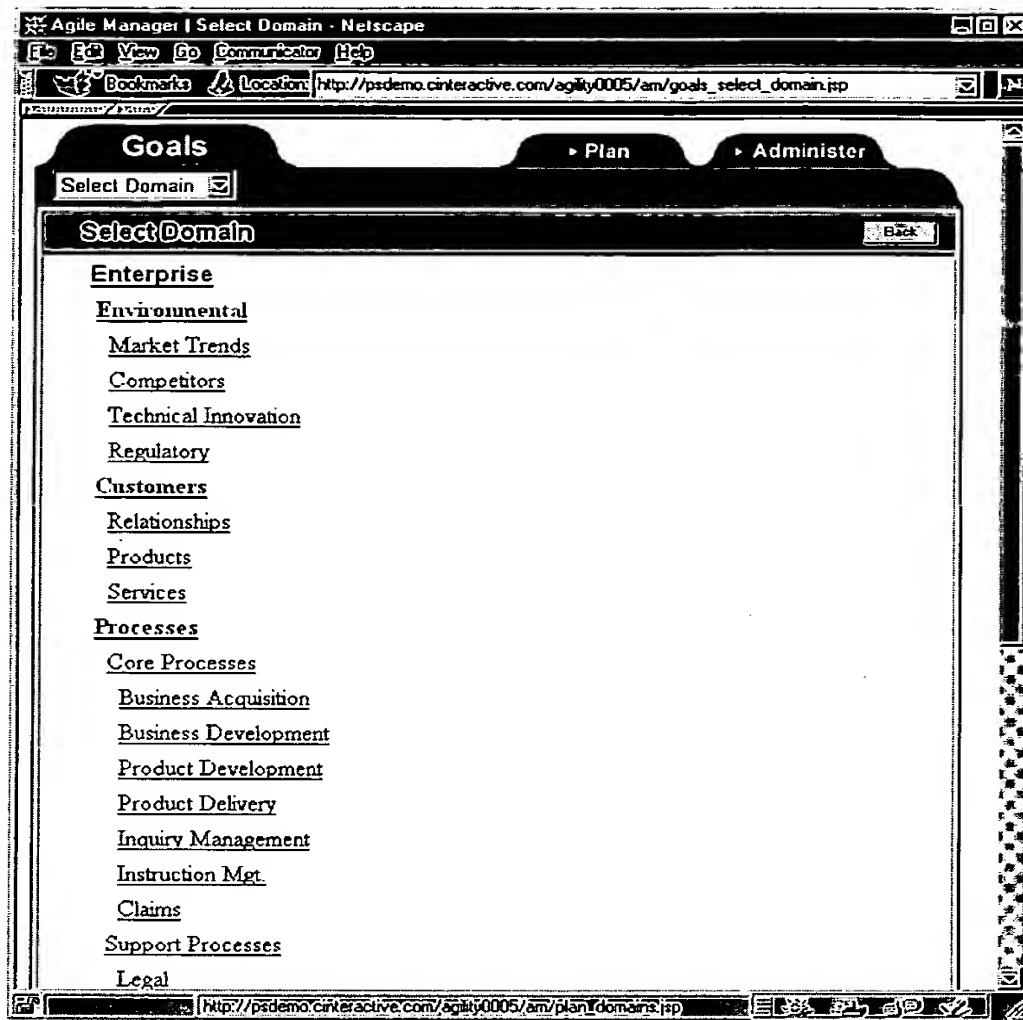 Agile Manager | Select Domain - Netscape
File Edit View Go Communicator Help
Bookmarks Location: http://psdemo.cinteractive.com/agility0005/am/goals_select_domain.jsp
Goals
Plan
Administer
Select Domain
Select Domain
Back
Enterprise
Environmental
Market Trends
Competitors
Technical Innovation
Regulatory
Customers
Relationships
Products
Services
Processes
Core Processes
Business Acquisition
Business Development
Product Development
Product Delivery
Inquiry Management
Instruction Mgt.
Claims
Support Processes
Legal
http://psdemo.cinteractive.com/agility0005/am/plan_domains.jsp